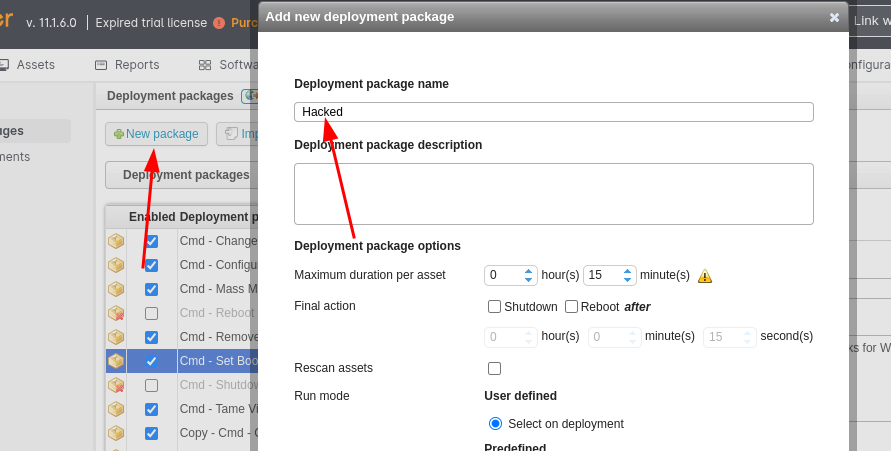 er v. 11.1.6.0 Expired trial license Purc
Add new deployment package
Link w
Assets Reports Softwa
onfigura
Deployment packages
ages
ments
New package Imp
Deployment packages
Enabled Deployment p
Cmd - Change
Cmd - Configu
Cmd - Mass M
Cmd - Reboot
Cmd - Remove
Cmd - Set Boo
Cmd - Shutdow
Cmd - Tame Vi
Copy - Cmd - C
Deployment package name
Hacked
Deployment package description
Deployment package options
Maximum duration per asset 0 hour(s) 15 minute(s)
Final action Shutdown Reboot after
0 hour(s) 0 minute(s) 15 second(s)
Rescan assets
Run mode User defined
Select on deployment
Predefined
ks for W